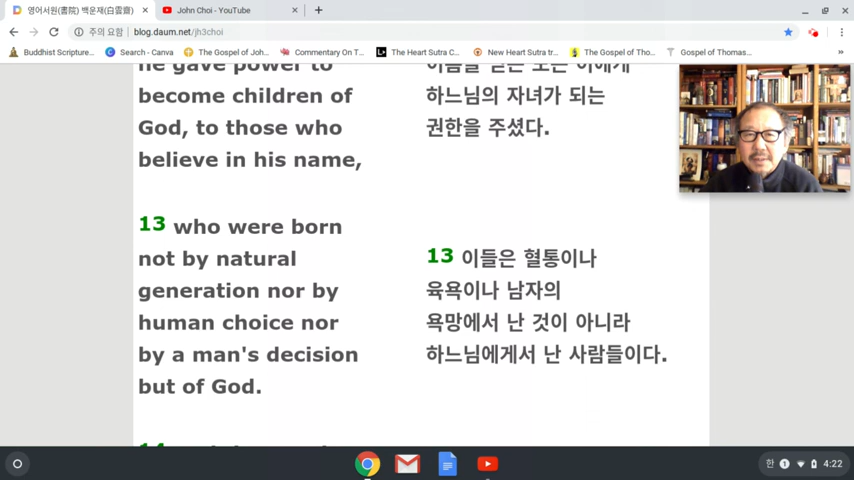 영어서원(書院) 백운재(白雲齋)
John Choi - YouTube
주의 요함
blog.daum.net/jh3choi
Buddhist Scripture...
Search - Canva
The Gospel of Joh...
Commentary On T...
The Heart Sutra C...
New Heart Sutra tr...
The Gospel of Tho...
Gospel of Thomas...
he gave power to
become children of
God, to those who
believe in his name,
13 who were born
not by natural
generation nor by
human choice nor
by a man's decision
but of God.
하느님의 자녀가 되는
권한을 주셨다.
13 이들은 혈통이나
육욕이나 남자의
욕망에서 난 것이 아니라
하느님에게서 난 사람들이다.
한
1
4:22